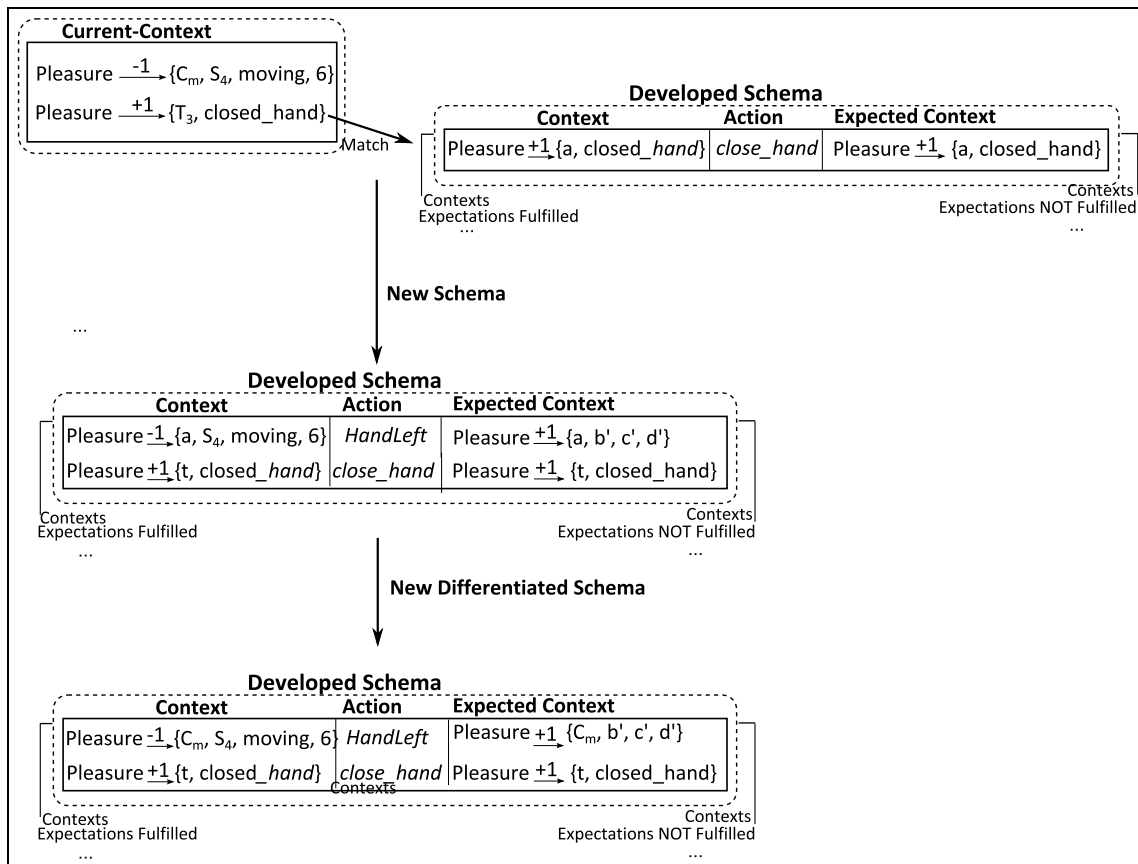 Current-Context
Pleasure -1 {Cm, S4, moving, 6}
Pleasure +1 {T3, closed_hand}
Match
Developed Schema
Context Action Expected Context
Pleasure +1 {a, closed_hand} close_hand Pleasure +1 {a, closed_hand}
Contexts
Expectations Fulfilled
...
Contexts
Expectations NOT Fulfilled
...
New Schema
...
Developed Schema
Context Action Expected Context
Pleasure -1 {a, S4, moving, 6} HandLeft Pleasure +1 {a, b', c', d'}
Pleasure +1 {t, closed_hand} close_hand Pleasure +1 {t, closed_hand}
Contexts
Expectations Fulfilled
...
Contexts
Expectations NOT Fulfilled
...
New Differentiated Schema
Developed Schema
Context Action Expected Context
Pleasure -1 {Cm, S4, moving, 6} HandLeft Pleasure +1 {Cm, b', c', d'}
Pleasure +1 {t, closed_hand} close_hand Pleasure +1 {t, closed_hand}
Contexts
Contexts
Expectations Fulfilled
...
Contexts
Expectations NOT Fulfilled
...